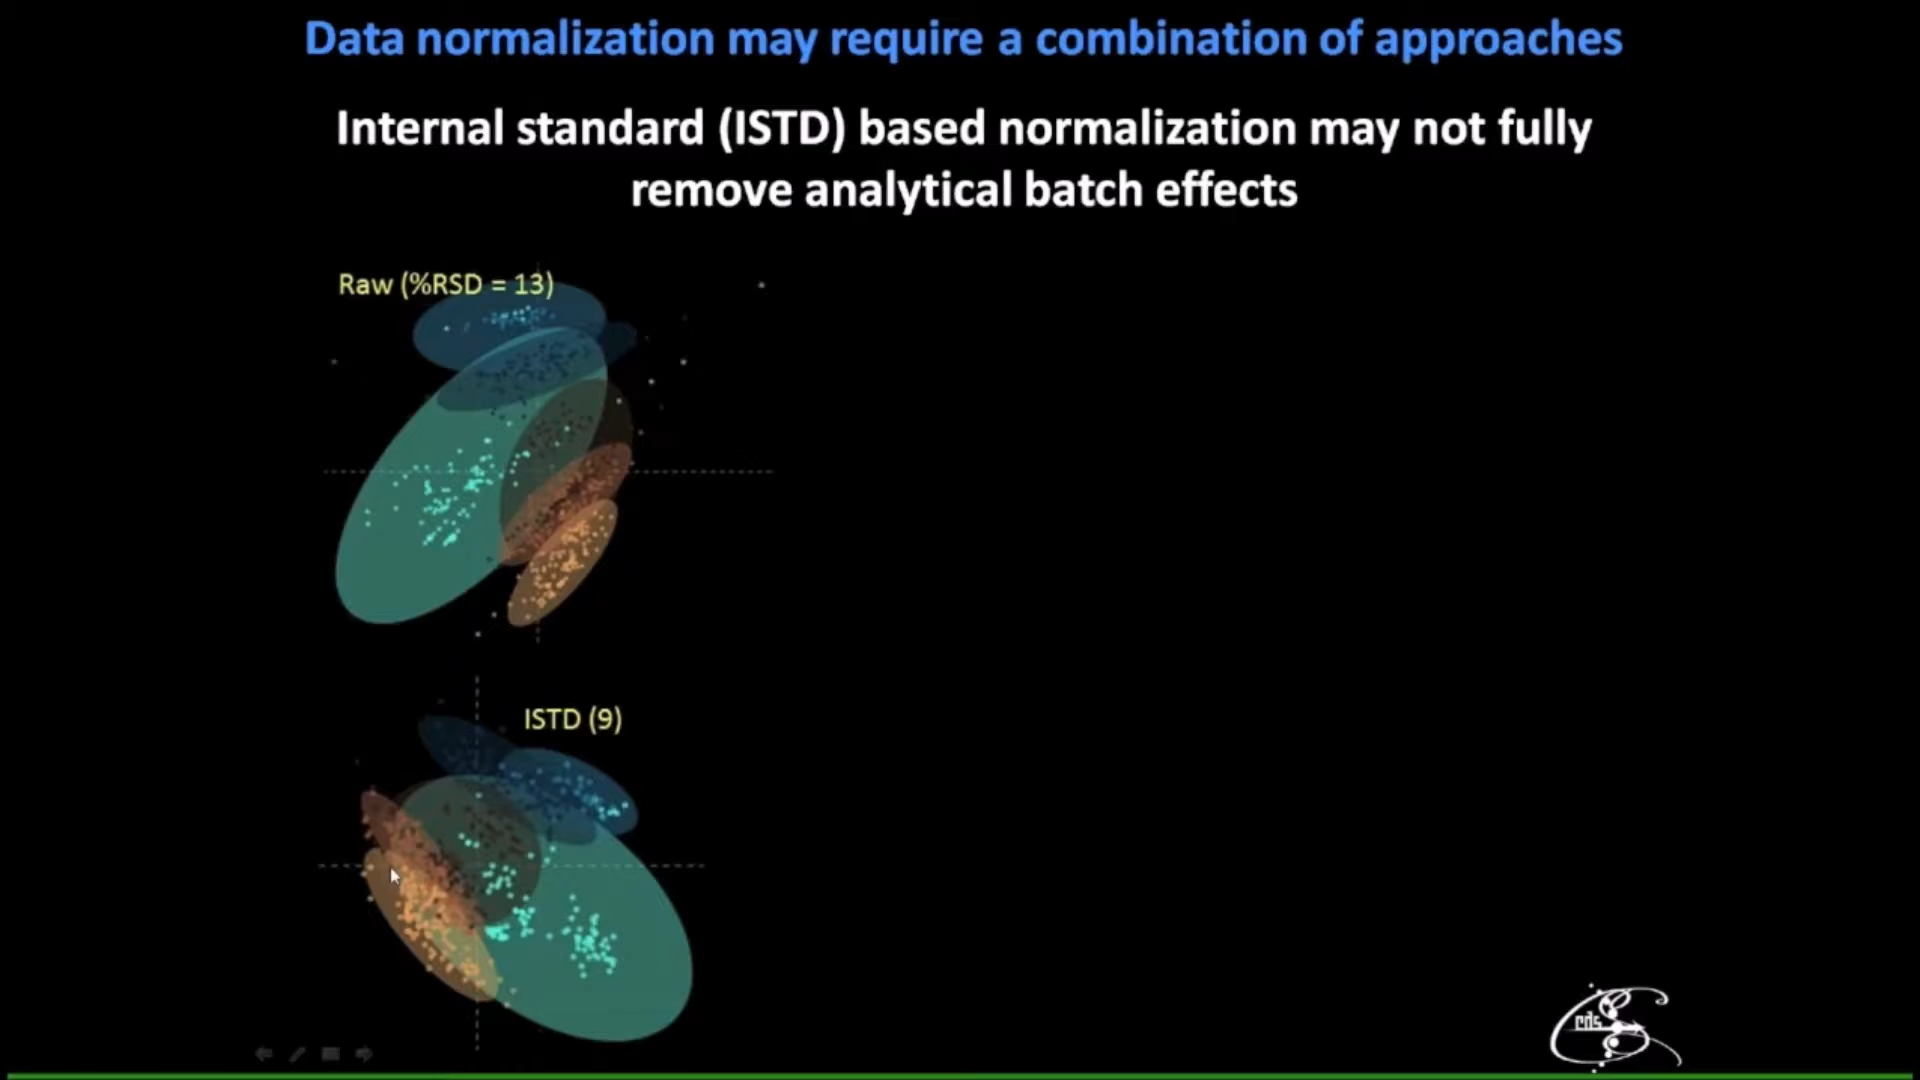 Data normalization may require a combination of approaches
Internal standard (ISTD) based normalization may not fully
remove analytical batch effects
Raw (%RSD = 13)
ISTD (9)
cds